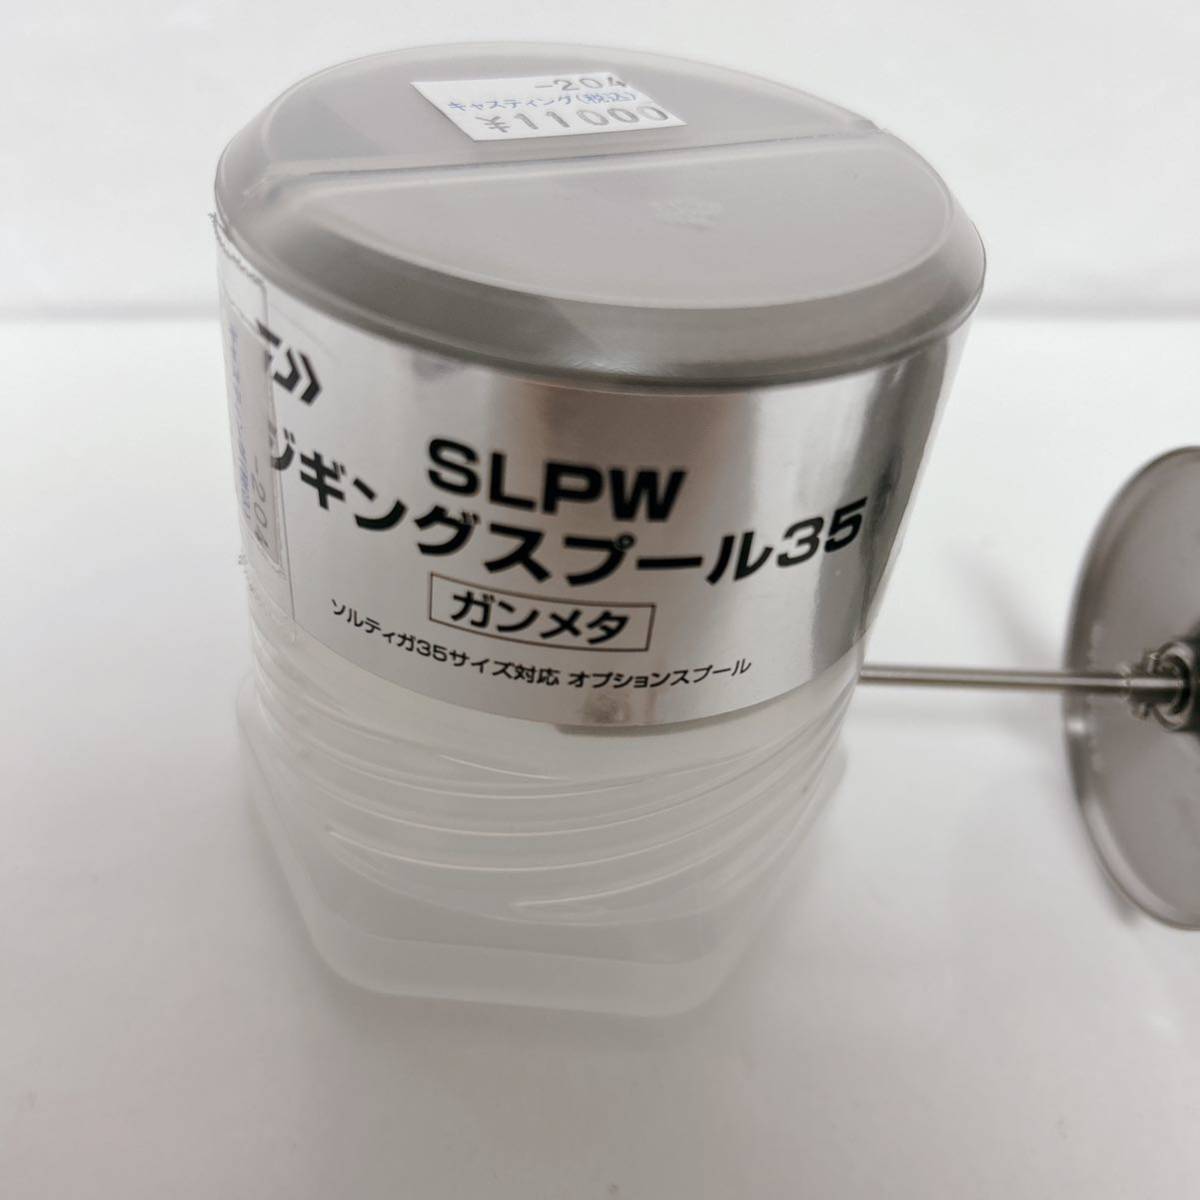 -204
キャスティング(税込)
¥11000
SLPW
ジギングスプール35
ガンメタ
ソルティガ35サイズ対応 オプションスプール
-204